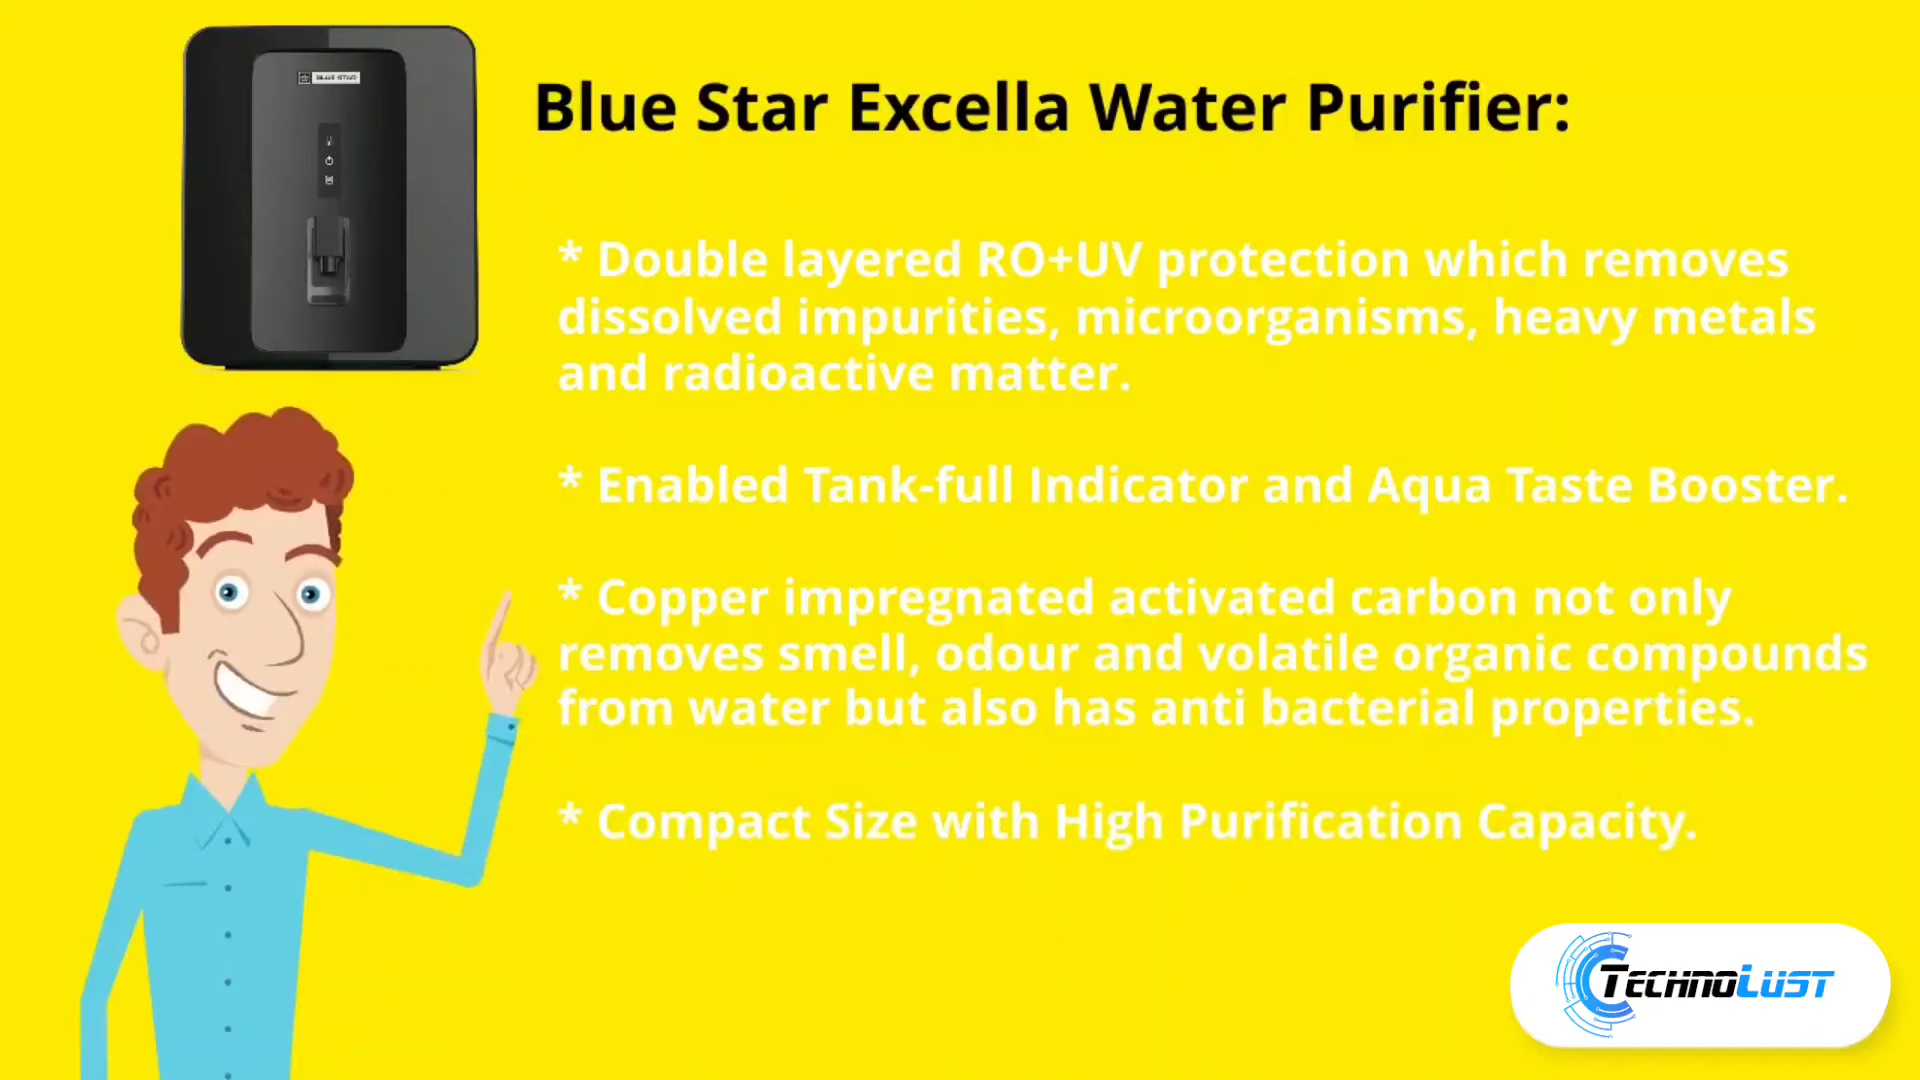 BLUE STAR
Blue Star Excella Water Purifier:
* Double layered RO+UV protection which removes
dissolved impurities, microorganisms, heavy metals
and radioactive matter.
* Enabled Tank-full Indicator and Aqua Taste Booster.
* Copper impregnated activated carbon not only
removes smell, odour and volatile organic compounds
from water but also has anti bacterial properties.
* Compact Size with High Purification Capacity.
TECHNOLUST